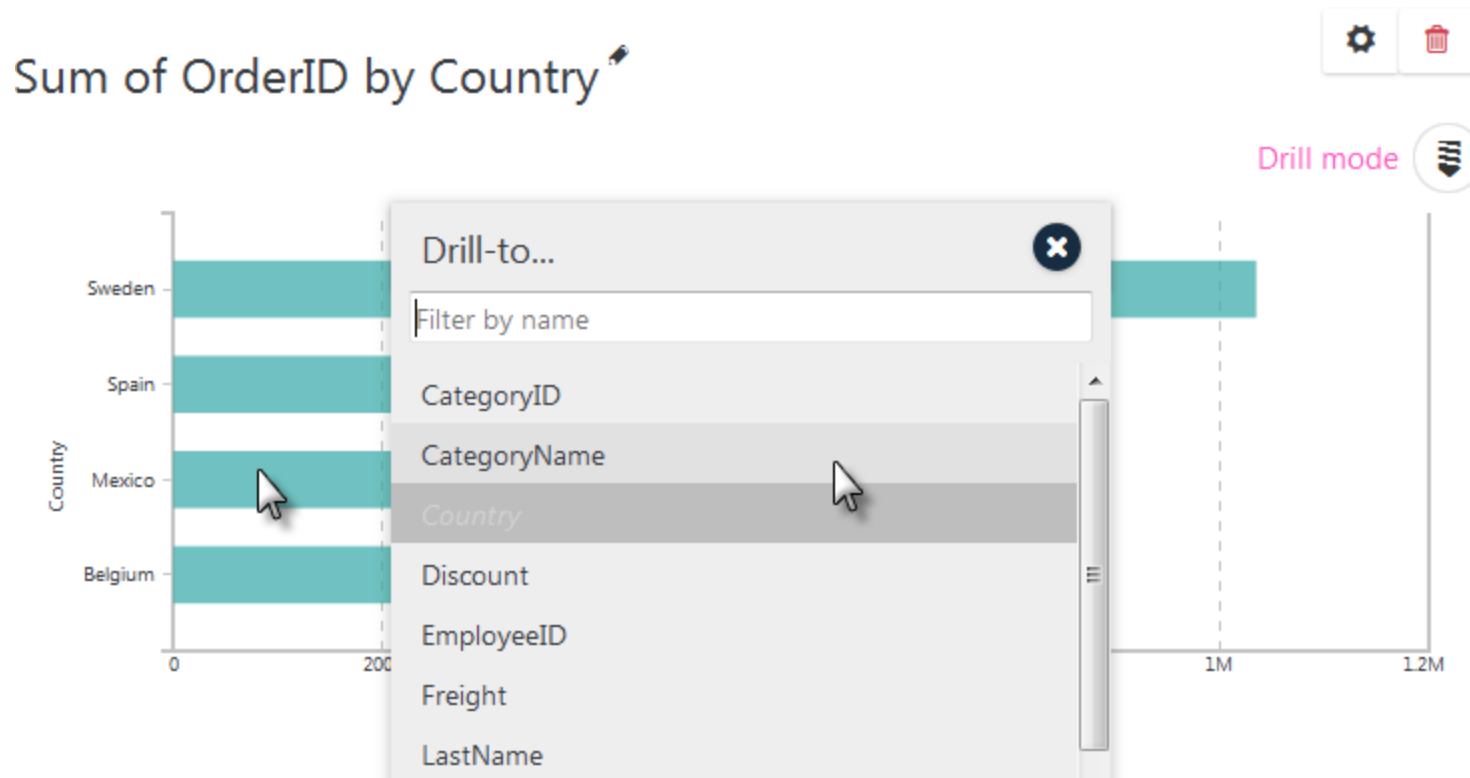 Sum of OrderID by Country
Drill mode
Drill-to...
Filter by name
CategoryID
CategoryName
Country
Discount
EmployeeID
Freight
LastName
Country
Sweden
Spain
Mexico
Belgium
0
200
1M
1.2M